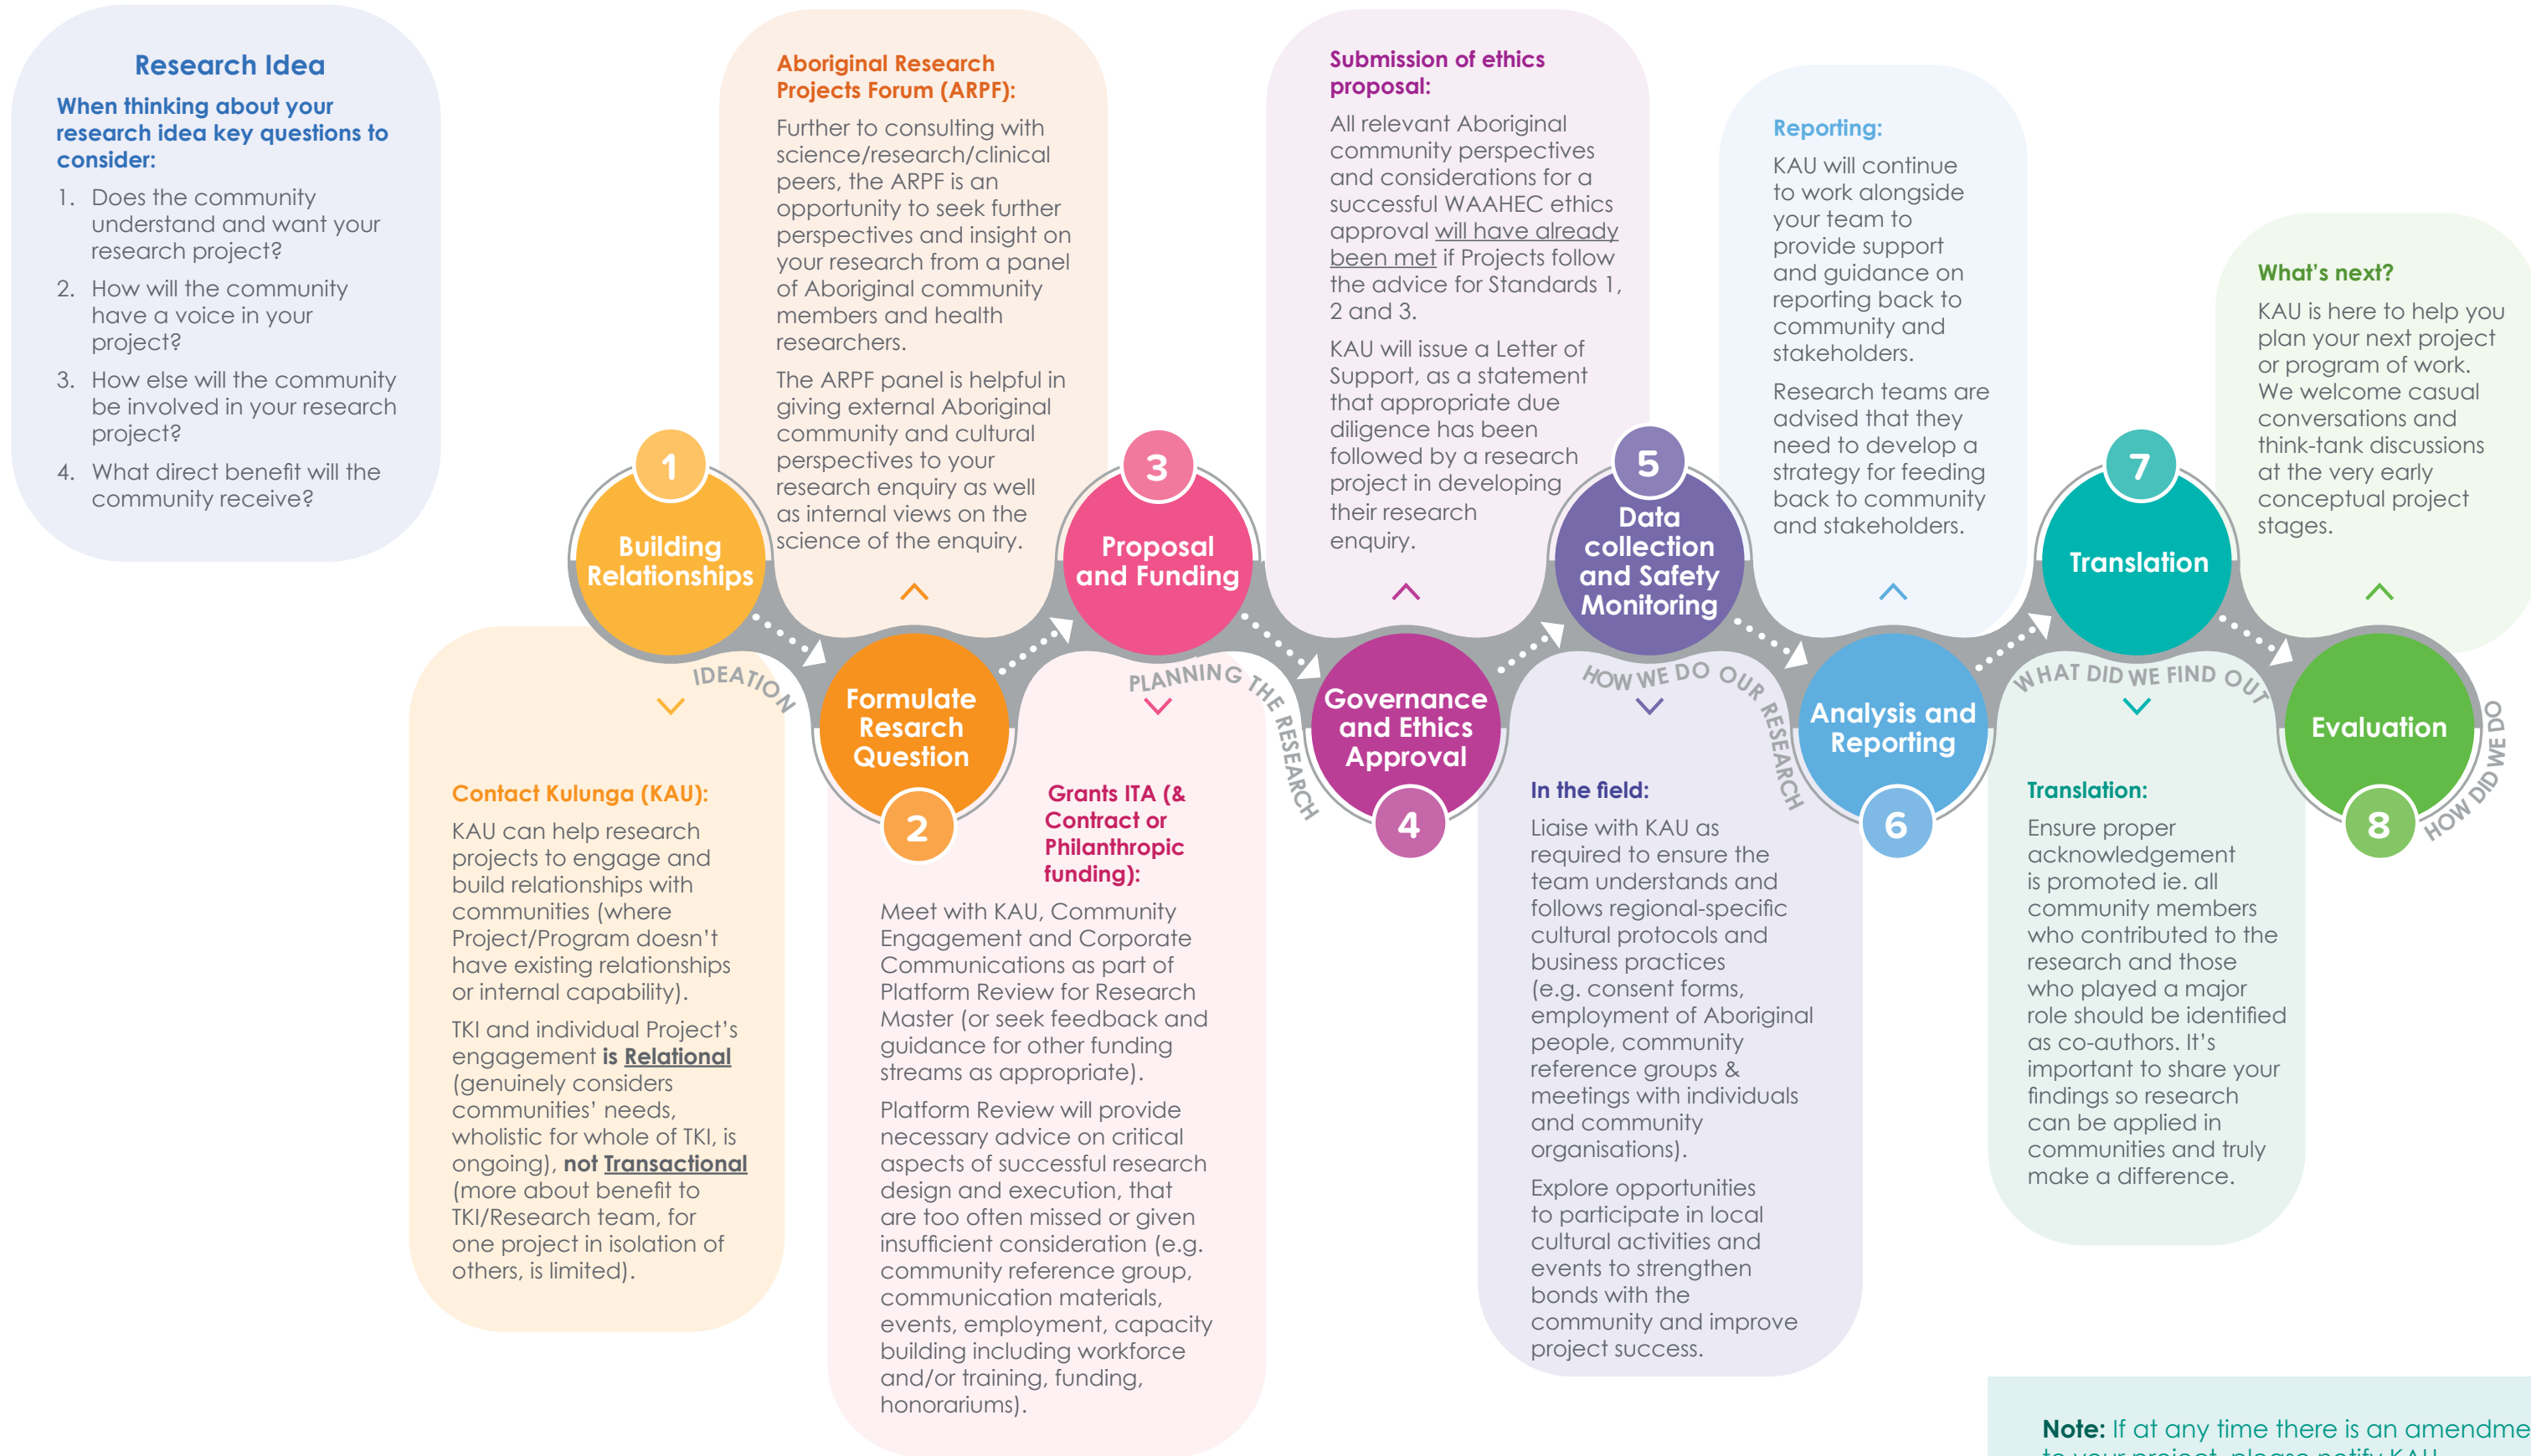 Research Idea
When thinking about your
research idea key questions to
consider:
1. Does the community
understand and want your
research project?
2. How will the community
have a voice in your
project?
3. How else will the community
be involved in your research
project?
4. What direct benefit will the
community receive?
1
Building
Relationships
IDEATION
Contact Kulunga (KAU):
KAU can help research
projects to engage and
build relationships with
communities (where
Project/Program doesn't
have existing relationships
or internal capability).
TKI and individual Project's
engagement is Relational
(genuinely considers
communities' needs,
wholistic for whole of TKI, is
ongoing), not Transactional
(more about benefit to
TKI/Research team, for
one project in isolation of
others, is limited).
Aboriginal Research
Projects Forum (ARPF):
Further to consulting with
science/research/clinical
peers, the ARPF is an
opportunity to seek further
perspectives and insight on
your research from a panel
of Aboriginal community
members and health
researchers.
The ARPF panel is helpful in
giving external Aboriginal
community and cultural
perspectives to your
research enquiry as well
as internal views on the
science of the enquiry.
Formulate
Resarch
Question
2
3
Proposal
and Funding
PLANNING THE RESEARCH
Grants ITA (&
Contract or
Philanthropic
funding):
Meet with KAU, Community
Engagement and Corporate
Communications as part of
Platform Review for Research
Master (or seek feedback and
guidance for other funding
streams as appropriate).
Platform Review will provide
necessary advice on critical
aspects of successful research
design and execution, that
are too often missed or given
insufficient consideration (e.g.
community reference group,
communication materials,
events, employment, capacity
building including workforce
and/or training, funding,
honorariums).
Submission of ethics
proposal:
All relevant Aboriginal
community perspectives
and considerations for a
successful WAAHEC ethics
approval will have already
been met if Projects follow
the advice for Standards 1,
2 and 3.
KAU will issue a Letter of
Support, as a statement
that appropriate due
diligence has been
followed by a research
project in developing
their research
enquiry.
Governance
and Ethics
Approval
4
5
Data
collection
and Safety
Monitoring
HOW WE DO OUR RESEARCH
In the field:
Liaise with KAU as
required to ensure the
team understands and
follows regional-specific
cultural protocols and
business practices
(e.g. consent forms,
employment of Aboriginal
people, community
reference groups &
meetings with individuals
and community
organisations).
Explore opportunities
to participate in local
cultural activities and
events to strengthen
bonds with the
community and improve
project success.
Reporting:
KAU will continue
to work alongside
your team to
provide support
and guidance on
reporting back to
community and
stakeholders.
Research teams are
advised that they
need to develop a
strategy for feeding
back to community
and stakeholders.
Analysis and
Reporting
6
7
Translation
WHAT DID WE FIND OUT
Translation:
Ensure proper
acknowledgement
is promoted ie. all
community members
who contributed to the
research and those
who played a major
role should be identified
as co-authors. It's
important to share your
findings so research
can be applied in
communities and truly
make a difference.
What's next?
KAU is here to help you
plan your next project
or program of work.
We welcome casual
conversations and
think-tank discussions
at the very early
conceptual project
stages.
Evaluation
8
HOW DID WE DO
Note: If at any time there is an amendme
to your project, please notify KAU